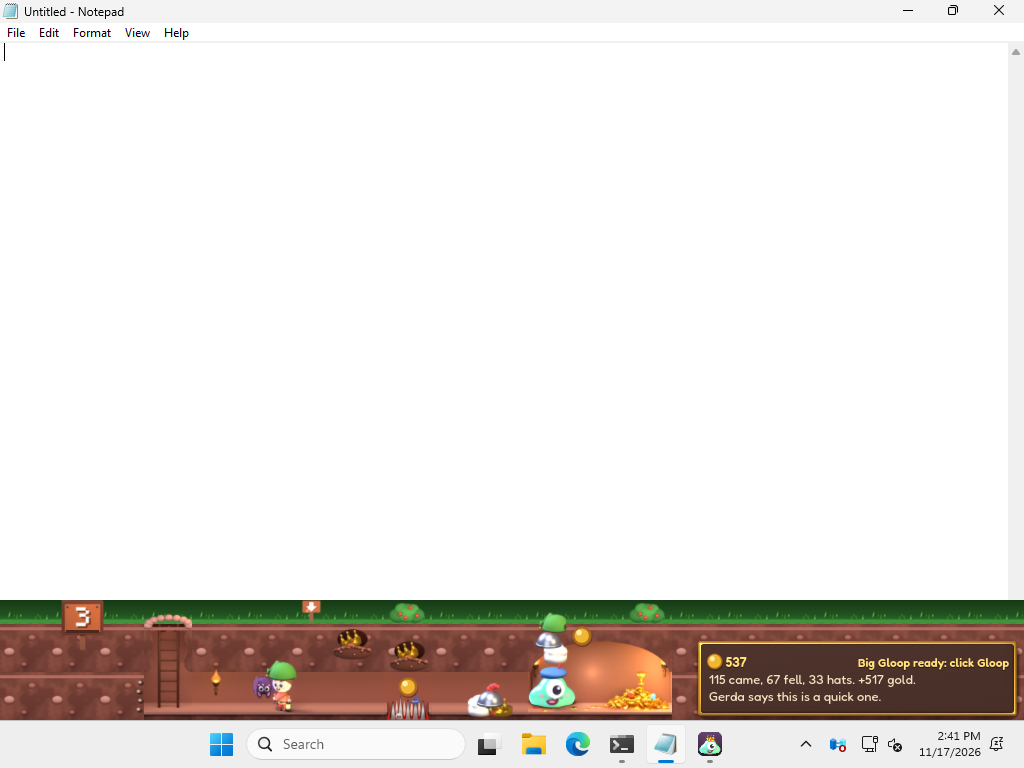 Untitled - Notepad
File Edit Format View Help
3
537 Big Gloop ready: click Gloop
115 came, 67 fell, 33 hats. +517 gold.
Gerda says this is a quick one.
Search
2:41 PM
11/17/2026